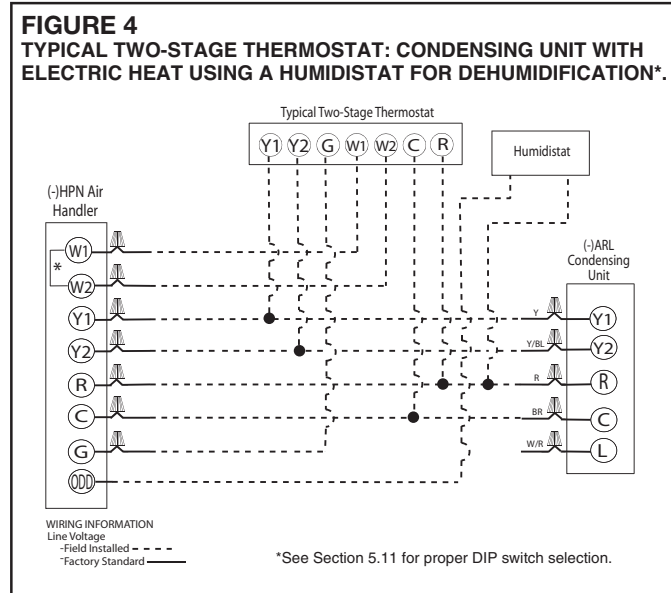 FIGURE 4
TYPICAL TWO-STAGE THERMOSTAT: CONDENSING UNIT WITH
ELECTRIC HEAT USING A HUMIDISTAT FOR DEHUMIDIFICATION*.
Typical Two-Stage Thermostat
Y1 Y2 G W1 W2 C R
Humidistat
(-)HPN Air
Handler
W1
*
W2
Y1
Y2
R
C
G
ODD
(-)ARL
Condensing
Unit
Y Y1
Y/BL Y2
R R
BR C
W/R L
WIRING INFORMATION
Line Voltage
-Field Installed
-Factory Standard
*See Section 5.11 for proper DIP switch selection.